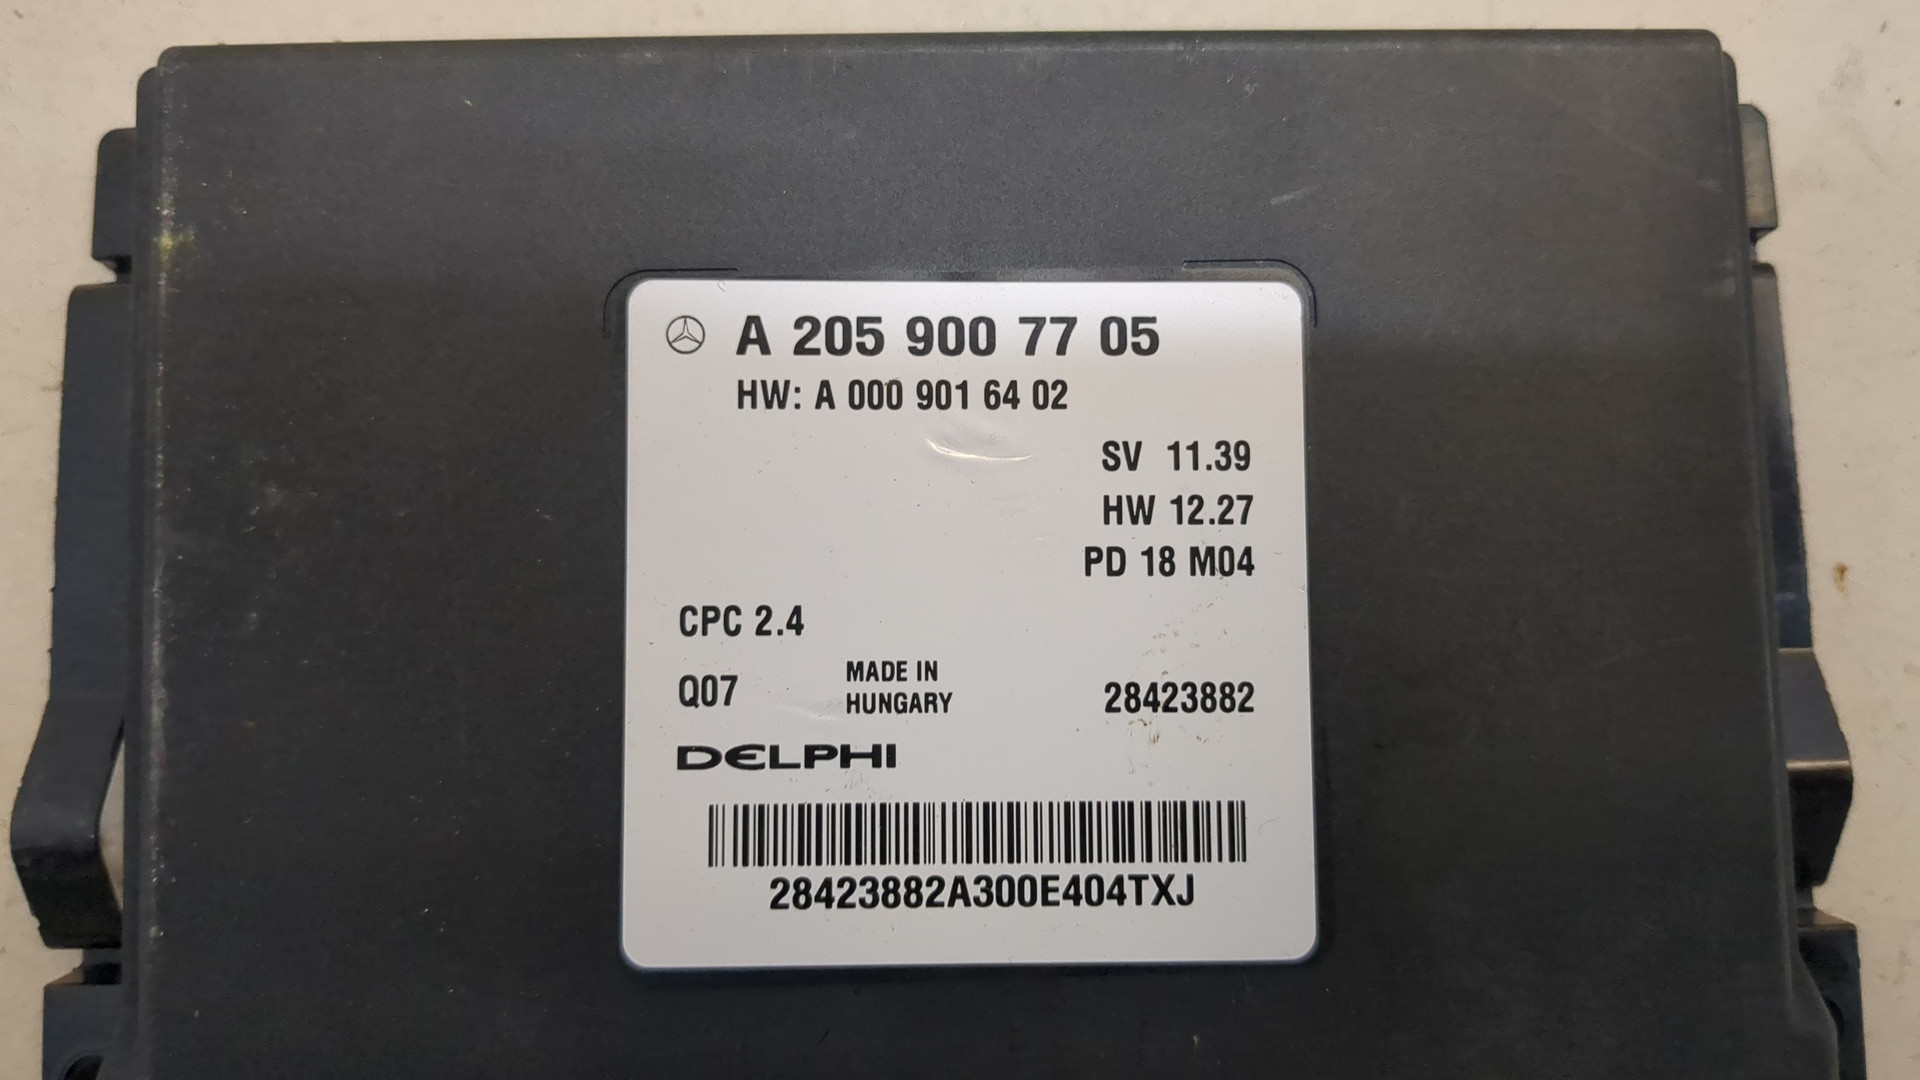 A 205 900 77 05
HW: A 000 901 64 02
SV 11.39
HW 12.27
PD 18 M04
CPC 2.4
Q07
MADE IN
HUNGARY
28423882
DELPHI
28423882A300E404TXJ